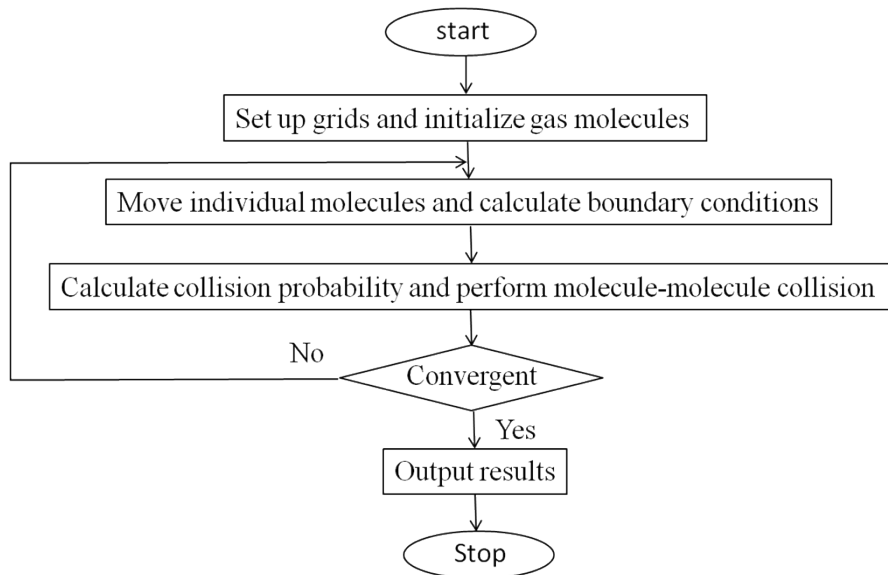 start
Set up grids and initialize gas molecules
Move individual molecules and calculate boundary conditions
Calculate collision probability and perform molecule-molecule collision
No
Convergent
Yes
Output results
Stop